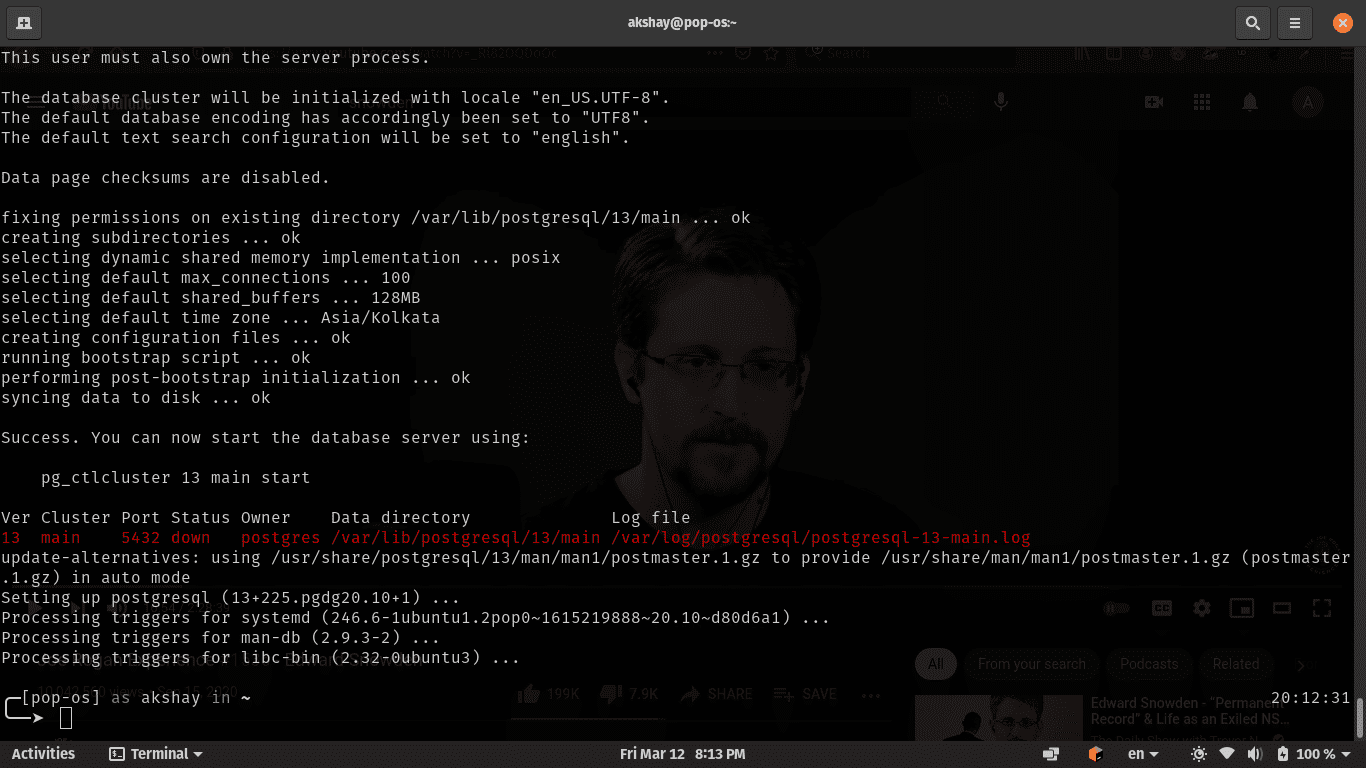 akshay@pop-os:~
Search
This user must also own the server process.
The database cluster will be initialized with locale "en_US.UTF-8".
The default database encoding has accordingly been set to "UTF8".
The default text search configuration will be set to "english".
Data page checksums are disabled.
fixing permissions on existing directory /var/lib/postgresql/13/main ... ok
creating subdirectories ... ok
selecting dynamic shared memory implementation ... posix
selecting default max_connections ... 100
selecting default shared_buffers ... 128MB
selecting default time zone ... Asia/Kolkata
creating configuration files ... ok
running bootstrap script ... ok
performing post-bootstrap initialization ... ok
syncing data to disk ... ok
Success. You can now start the database server using:
pg_ctlcluster 13 main start
Ver Cluster Port Status Owner    Data directory              Log file
13  main    5432 down   postgres /var/lib/postgresql/13/main /var/log/postgresql/postgresql-13-main.log
update-alternatives: using /usr/share/postgresql/13/man/man1/postmaster.1.gz to provide /usr/share/man/man1/postmaster.1.gz (postmaster
.1.gz) in auto mode
Setting up postgresql (13+225.pgdg20.10+1) ...
Processing triggers for systemd (246.6-1ubuntu1.2pop0~1615219888~20.10~d80d6a1) ...
Processing triggers for man-db (2.9.3-2) ...
Processing triggers for libc-bin (2.32-0ubuntu3) ...
All From your search Podcasts Related
[pop-os] as akshay in ~ 20:12:31
199K 7.9K SHARE SAVE
Edward Snowden - "Permanent
Record" & Life as an Exiled NS...
Activities Terminal Fri Mar 12 8:13 PM en 100 %